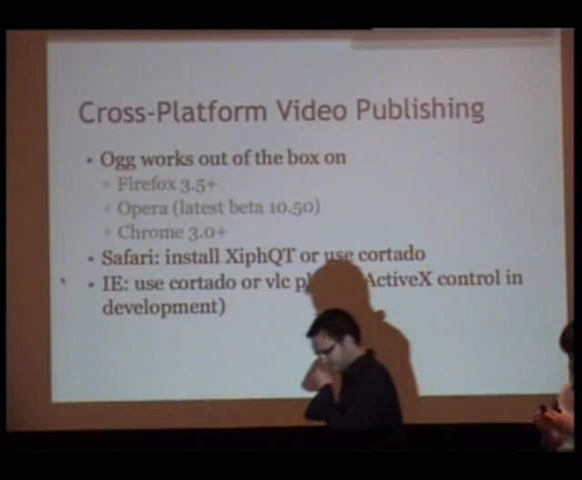 Cross-Platform Video Publishing
• Ogg works out of the box on
• Firefox 3.5+
• Opera (latest beta 10.50)
• Chrome 3.0+
• Safari: install XiphQT or use cortado
• IE: use cortado or vlc ActiveX control in
development)